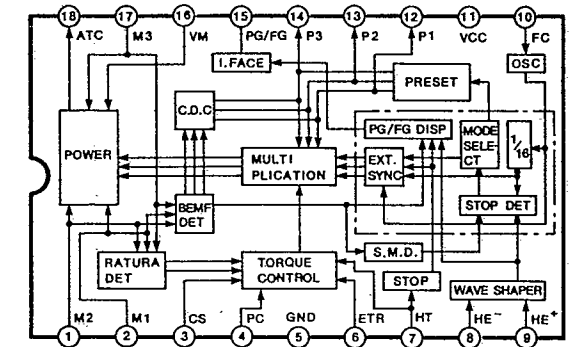 18 17 16 15 14 13 12 11 10
ATC M3 VM PG/FG P3 P2 P1 VCC FC
I.FACE
OSC
PRESET
C.D.C
PG/FG DISP
MODE SELE-
CT
1/16
POWER
MULTI
PLICATION
EXT.
SYNC
BEMF
DET
STOP DET
S.M.D.
RATURA
DET
TORQUE
CONTROL
STOP
WAVE SHAPER
M2 M1 CS PC GND ETR HT HE⁻ HE⁺
1 2 3 4 5 6 7 8 9